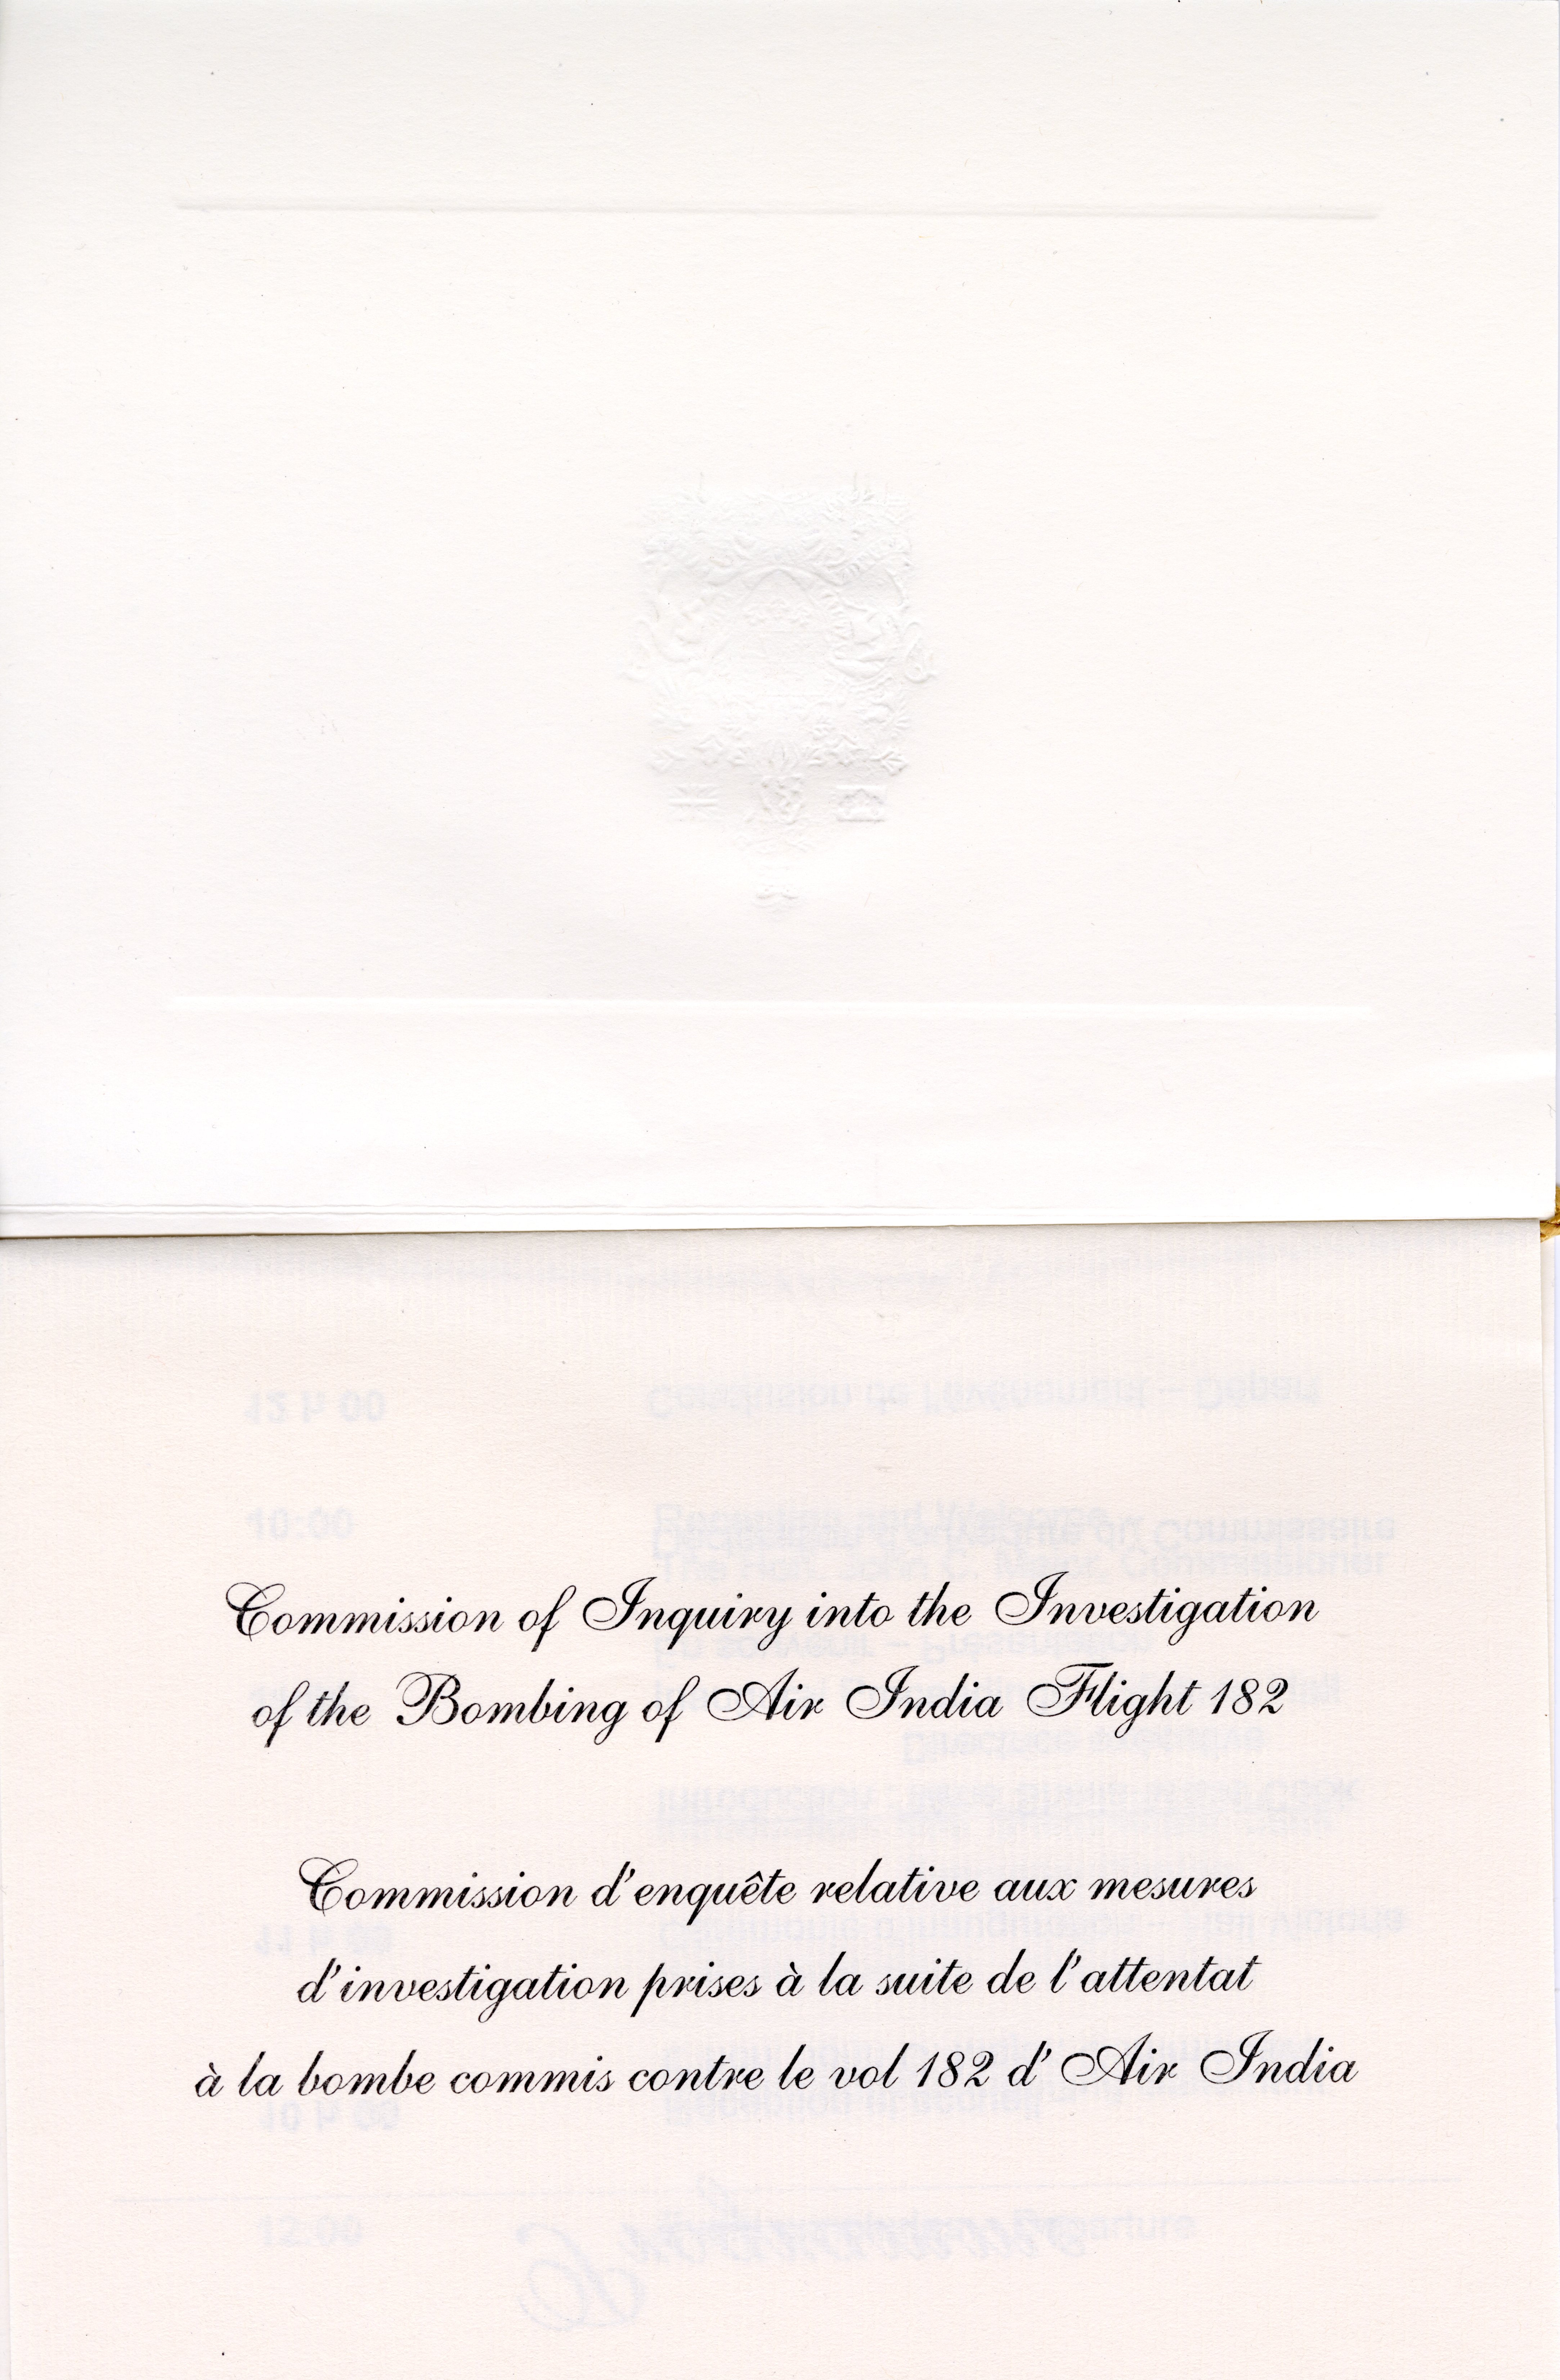 Commission of Inquiry into the Investigation
of the Bombing of Air India Flight 182
Commission d'enquête relative aux mesures
d'investigation prises à la suite de l'attentat
à la bombe commis contre le vol 182 d'Air India